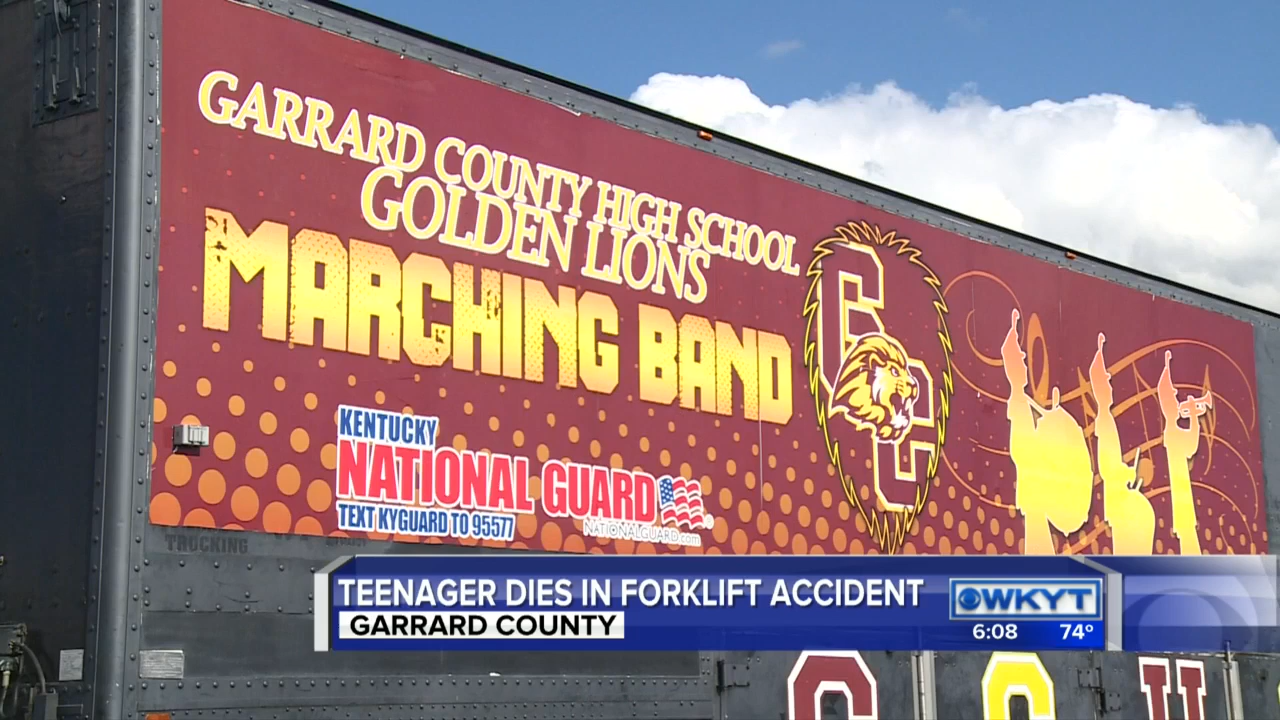 GARRARD COUNTY HIGH SCHOOL
GOLDEN LIONS
MARCHING BAND
GC
KENTUCKY
NATIONAL GUARD
TEXT KYGUARD TO 95577
NATIONALGUARD.com
TRUCKING
TEENAGER DIES IN FORKLIFT ACCIDENT
GARRARD COUNTY
WKYT
6:08 74°